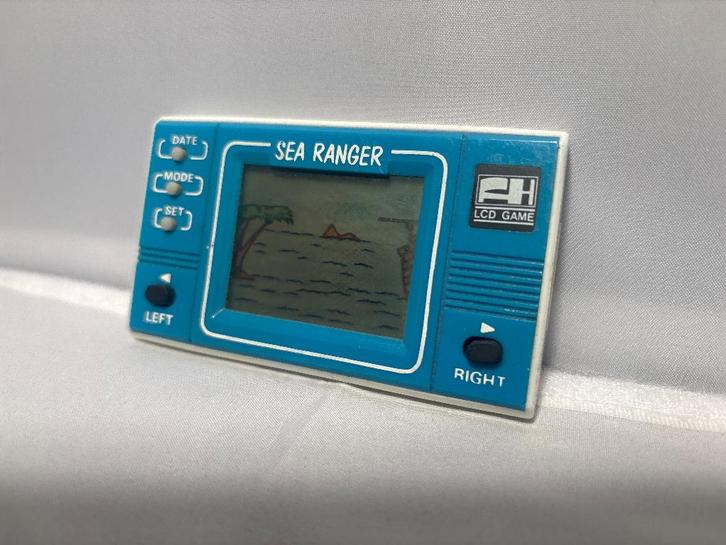 DATE
MODE
SET
LEFT
SEA RANGER
LCD GAME
RIGHT